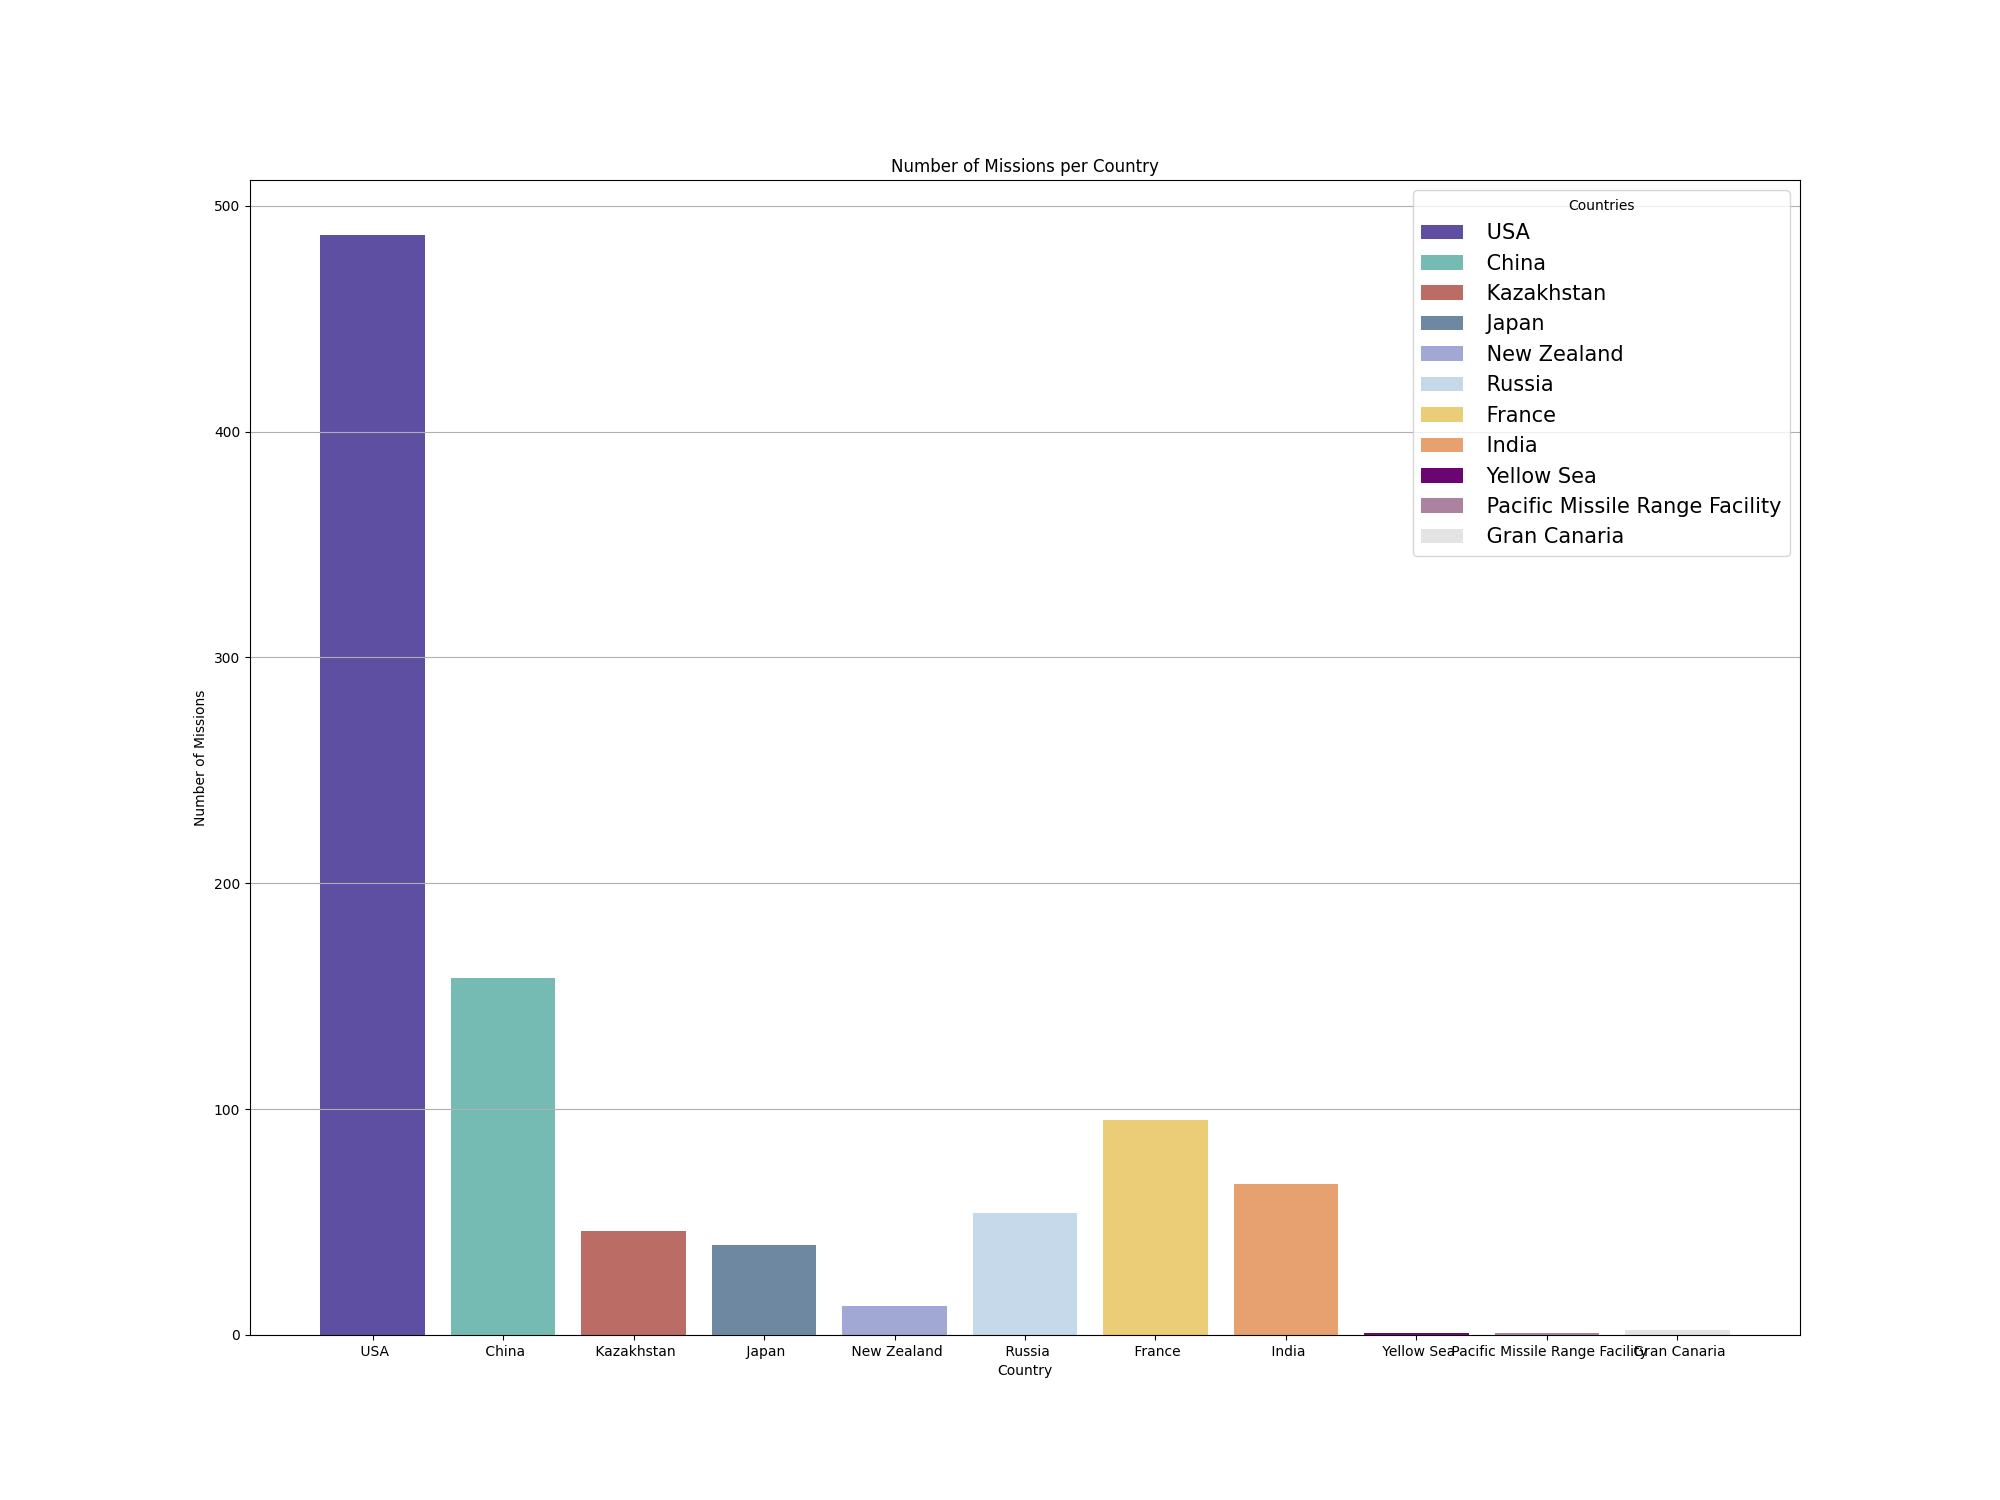 Number of Missions per Country
Countries
USA
China
Kazakhstan
Japan
New Zealand
Russia
France
India
Yellow Sea
Pacific Missile Range Facility
Gran Canaria
500
400
300
200
100
0
Number of Missions
USA China Kazakhstan Japan New Zealand Russia France India Yellow Sea Pacific Missile Range Facility Gran Canaria
Country